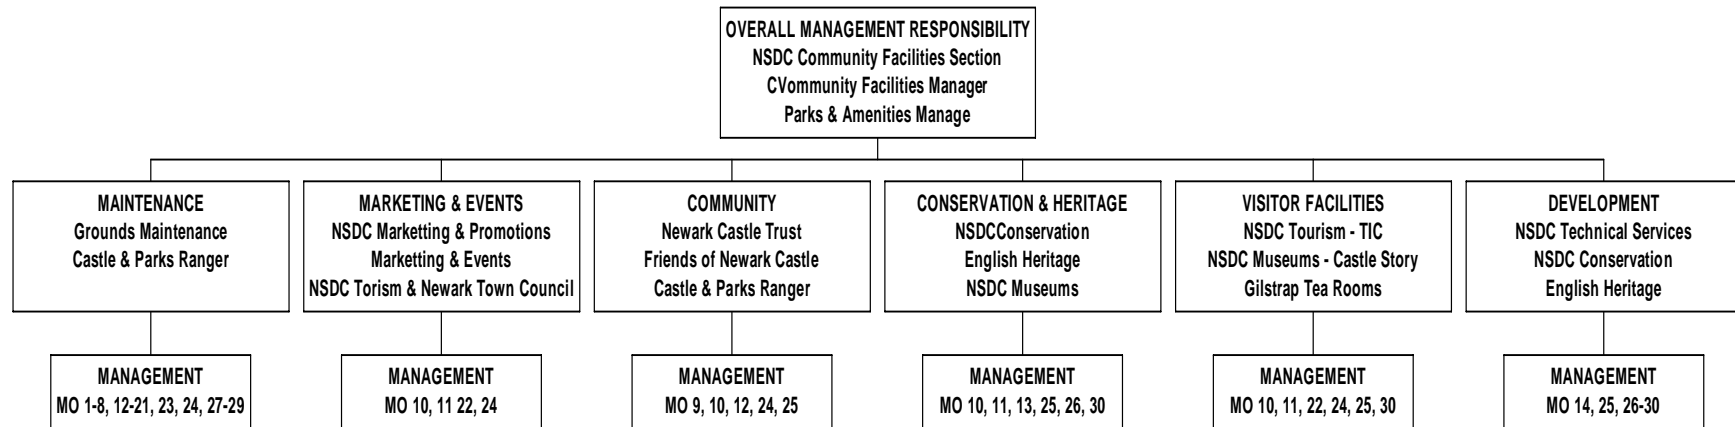 OVERALL MANAGEMENT RESPONSIBILITY
NSDC Community Facilities Section
CVommunity Facilities Manager
Parks & Amenities Manage
MAINTENANCE
Grounds Maintenance
Castle & Parks Ranger
MARKETING & EVENTS
NSDC Marketting & Promotions
Marketting & Events
NSDC Torism & Newark Town Council
COMMUNITY
Newark Castle Trust
Friends of Newark Castle
Castle & Parks Ranger
CONSERVATION & HERITAGE
NSDCConservation
English Heritage
NSDC Museums
VISITOR FACILITIES
NSDC Tourism - TIC
NSDC Museums - Castle Story
Gilstrap Tea Rooms
DEVELOPMENT
NSDC Technical Services
NSDC Conservation
English Heritage
MANAGEMENT
MO 1-8, 12-21, 23, 24, 27-29
MANAGEMENT
MO 10, 11 22, 24
MANAGEMENT
MO 9, 10, 12, 24, 25
MANAGEMENT
MO 10, 11, 13, 25, 26, 30
MANAGEMENT
MO 10, 11, 22, 24, 25, 30
MANAGEMENT
MO 14, 25, 26-30